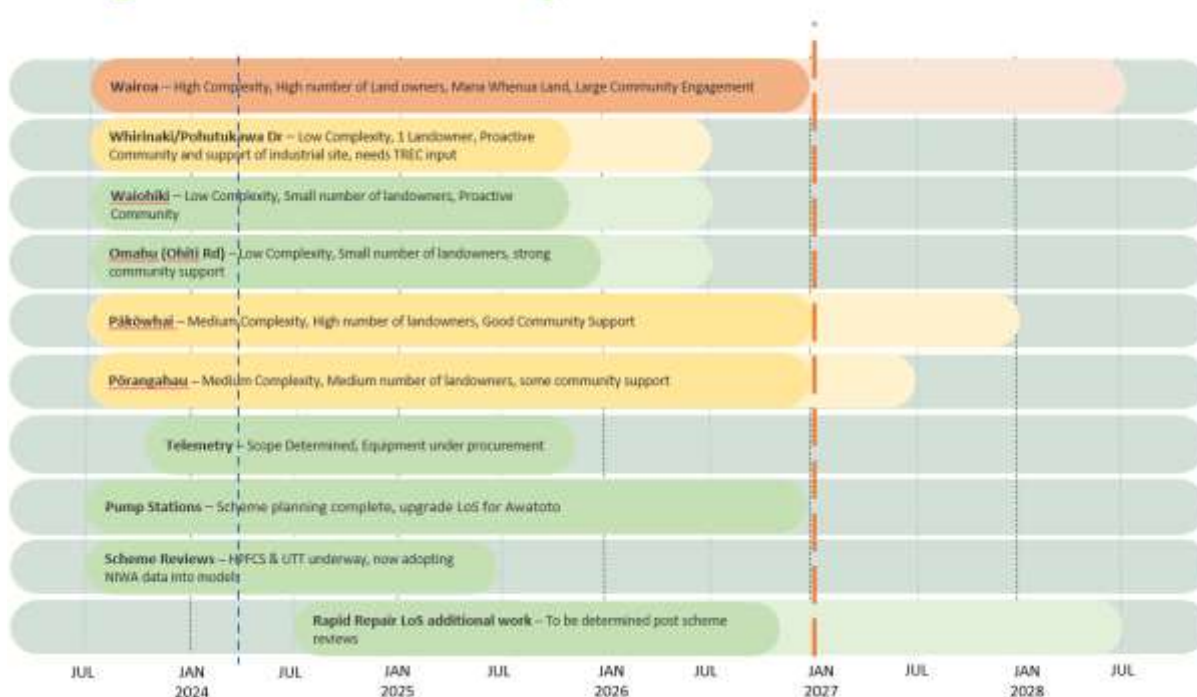 Wairoa – High Complexity, High number of Land owners, Mana Whenua Land, Large Community Engagement
Whirinaki/Pohutukawa Dr – Low Complexity, 1 Landowner, Proactive
Community and support of industrial site, needs TREC input
Waiohiki – Low Complexity, Small number of landowners, Proactive
Community
Omahu (Ohiti Rd) – Low Complexity, Small number of landowners, strong
community support
Pākōwhai – Medium Complexity, High number of landowners, Good Community Support
Pōrangahau – Medium Complexity, Medium number of landowners, some community support
Telemetry – Scope Determined, Equipment under procurement
Pump Stations – Scheme planning complete, upgrade LoS for Awatoto
Scheme Reviews – HPFCS & UTT underway, now adopting
NIWA data into models
Rapid Repair LoS additional work – To be determined post scheme
reviews
JUL JAN JUL JAN JUL JAN JUL JAN JUL JAN JUL
2024 2025 2026 2027 2028